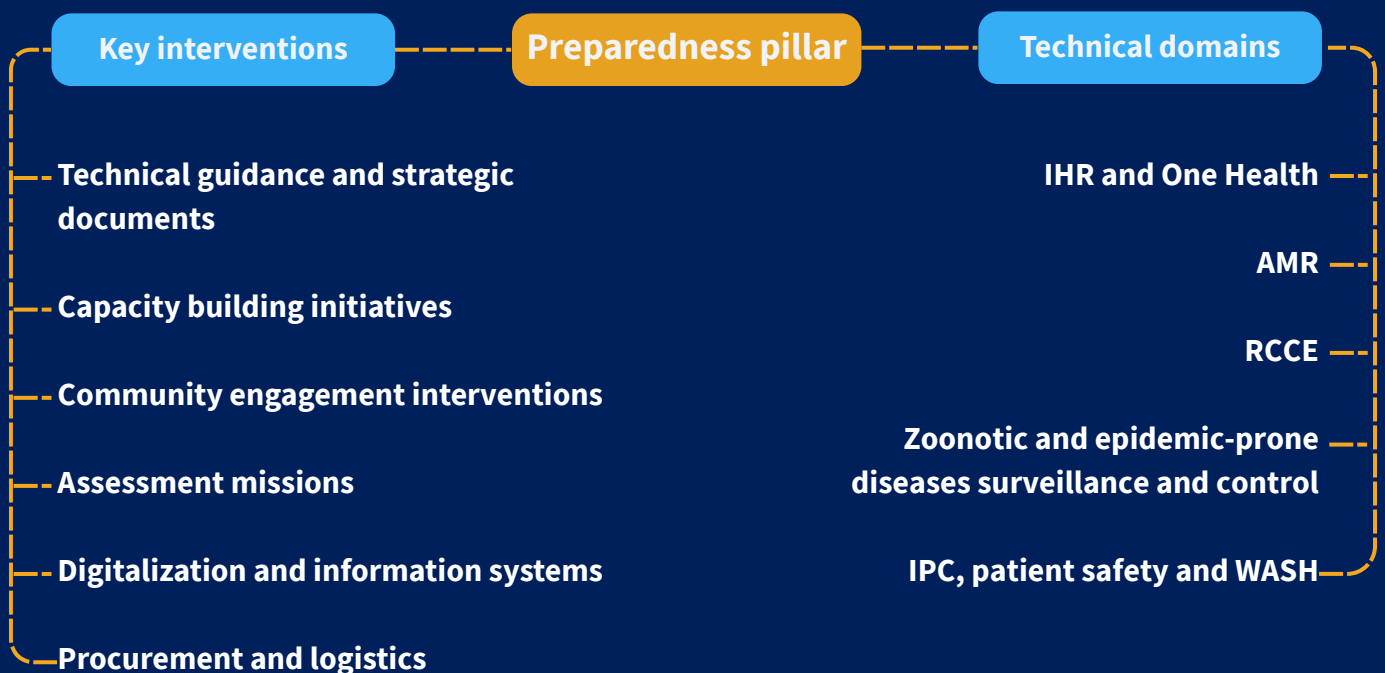 Key interventions
Preparedness pillar
Technical domains
Technical guidance and strategic
documents
Capacity building initiatives
Community engagement interventions
Assessment missions
Digitalization and information systems
Procurement and logistics
IHR and One Health
AMR
RCCE
Zoonotic and epidemic-prone
diseases surveillance and control
IPC, patient safety and WASH